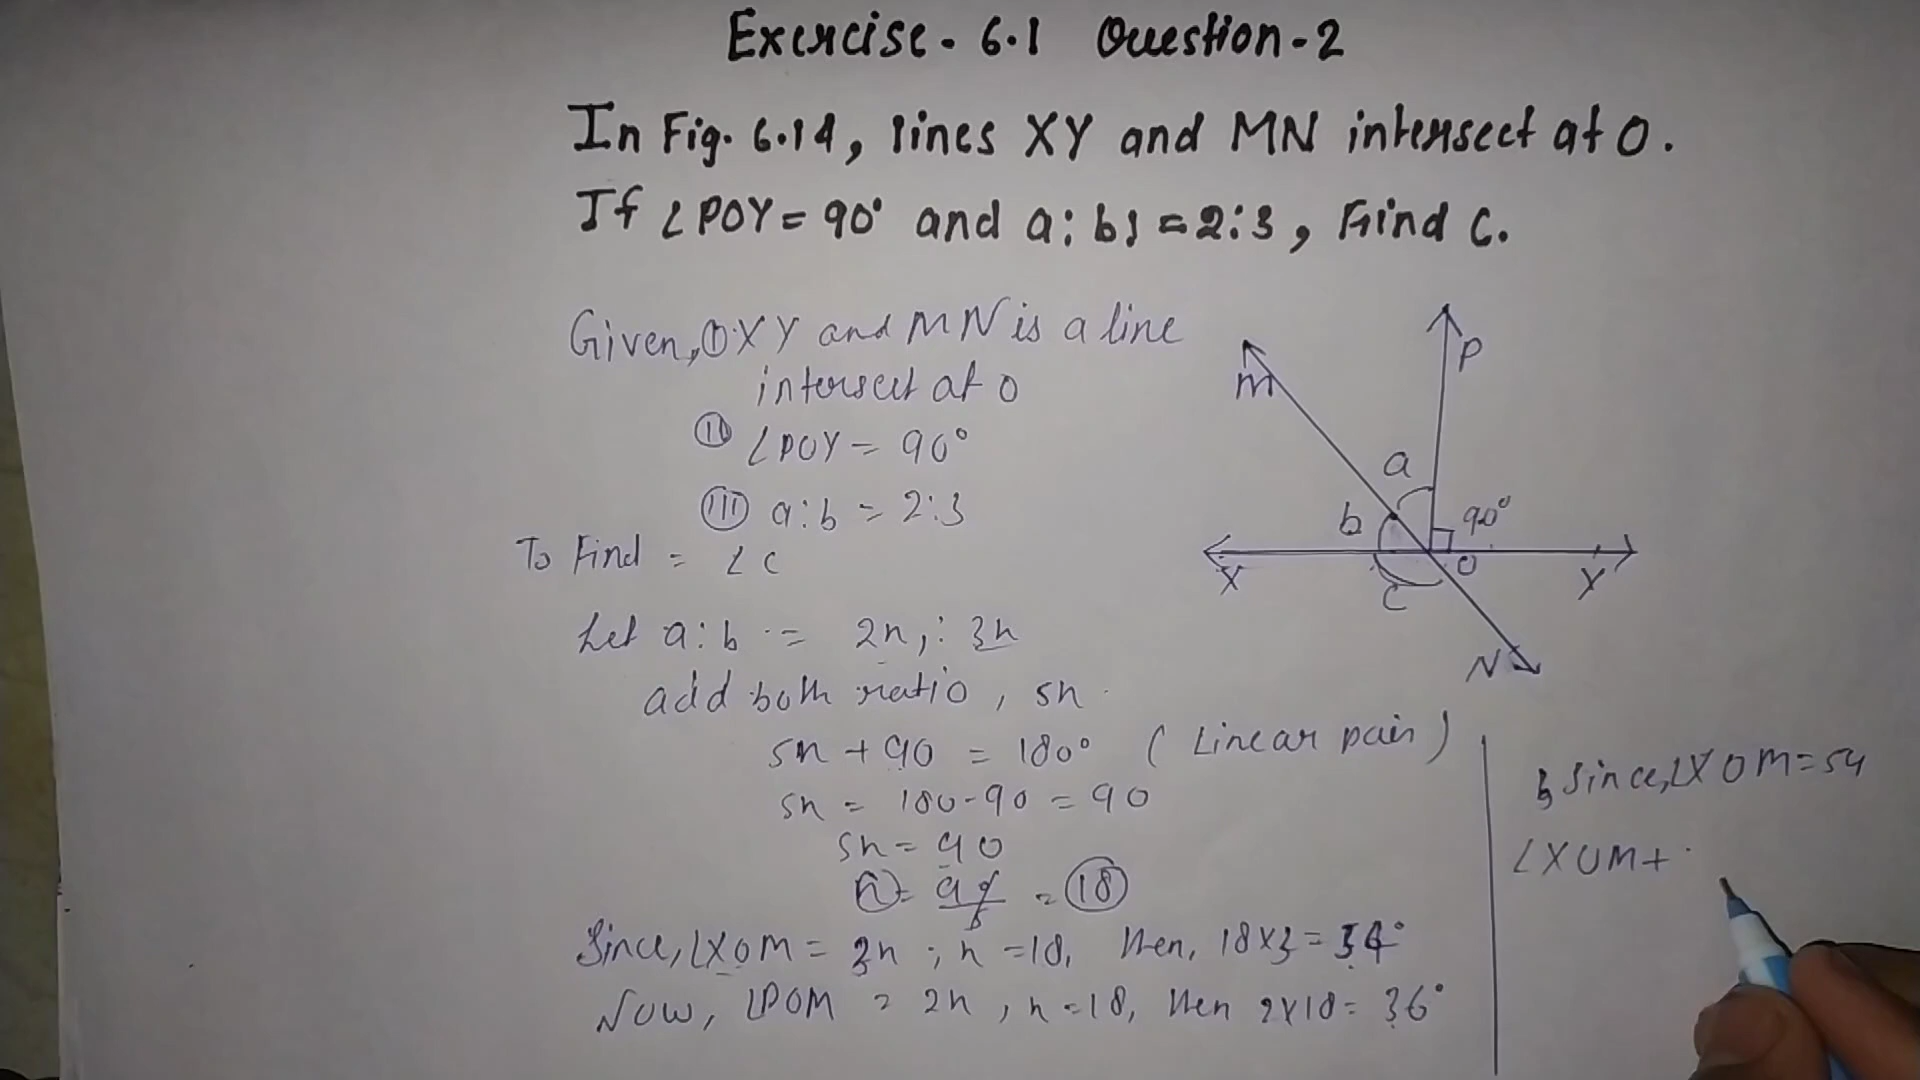 Exercise - 6.1 Question - 2
In Fig. 6.14, lines XY and MN intersect at O.
If ∠POY = 90° and a : b = 2 : 3, Find c.
Given, ① XY and MN is a line
intersect at O
② ∠POY = 90°
③ a : b = 2 : 3
To Find = ∠C
Let a : b = 2n, : 3n
add both ratio, 5n
5n + 90 = 180° (Linear pair)
5n = 180 - 90 = 90
5n = 90
n = 90/5 = 18
Since, ∠XOM = 3n ; n = 18, then, 18 x 3 = 54°
Now, ∠POM = 2n, n = 18, then 2 x 18 = 36°
M
P
a
b
90°
X
C
O
Y
N
Since, ∠XOM = 54
∠XOM +